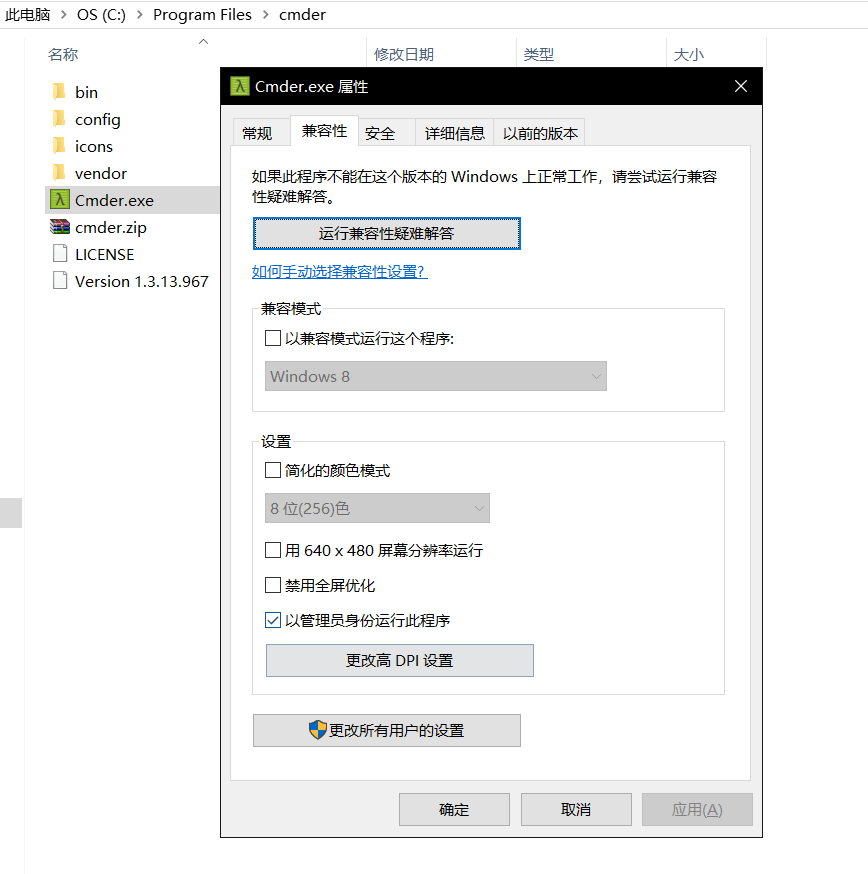 此电脑 > OS (C:) > Program Files > cmder
名称 修改日期 类型 大小
bin
config
icons
vendor
Cmder.exe
cmder.zip
LICENSE
Version 1.3.13.967
Cmder.exe 属性
常规 兼容性 安全 详细信息 以前的版本
如果此程序不能在这个版本的 Windows 上正常工作，请尝试运行兼容
性疑难解答。
运行兼容性疑难解答
如何手动选择兼容性设置?
兼容模式
以兼容模式运行这个程序:
Windows 8
设置
简化的颜色模式
8 位(256)色
用 640 x 480 屏幕分辨率运行
禁用全屏优化
以管理员身份运行此程序
更改高 DPI 设置
更改所有用户的设置
确定 取消 应用(A)